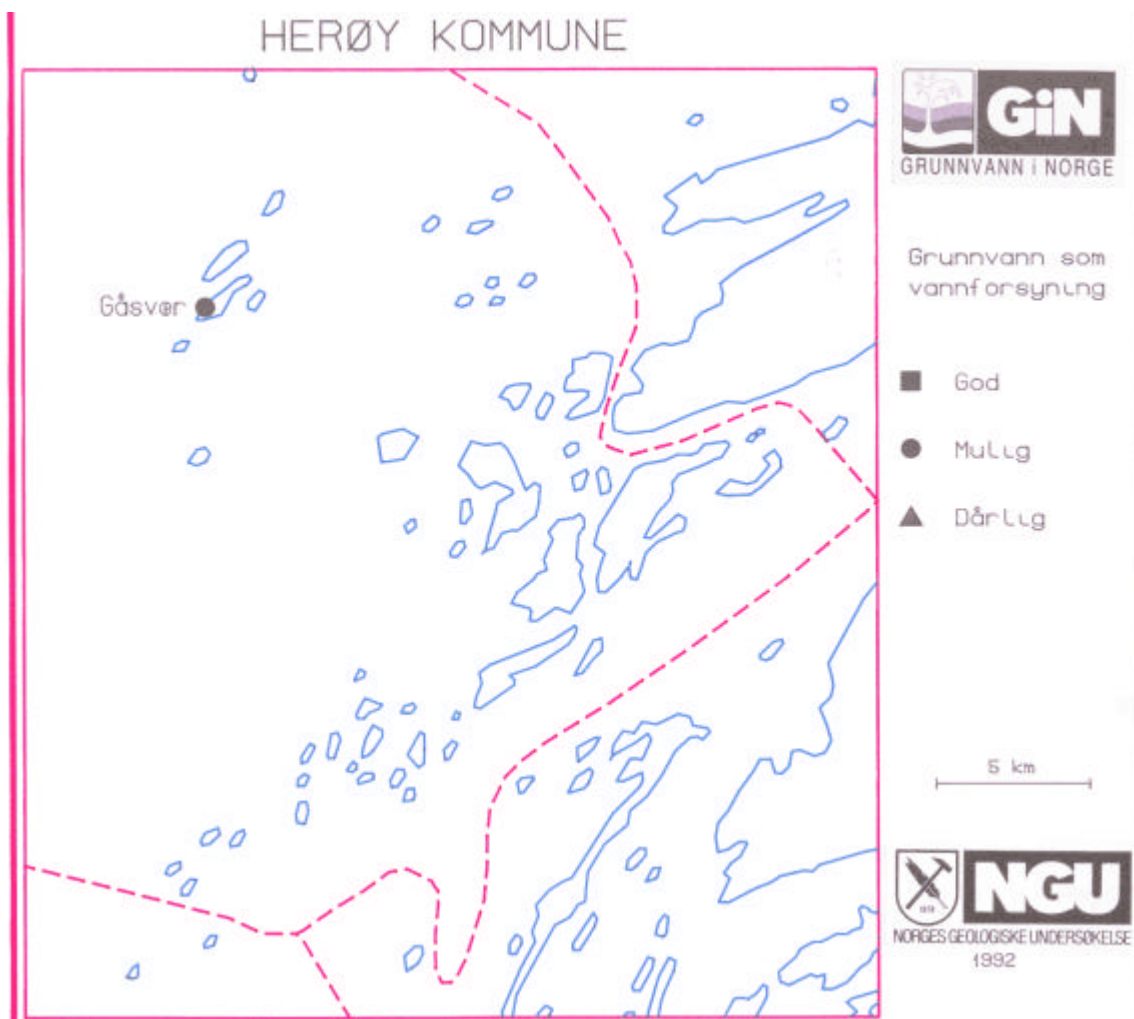 HERØY KOMMUNE
GiN
GRUNNVANN I NORGE
Grunnvann som
vannforsyning
Gåsvær
God
Mulig
Dårlig
5 km
NGU
NORGES GEOLOGISKE UNDERSØKELSE
1992